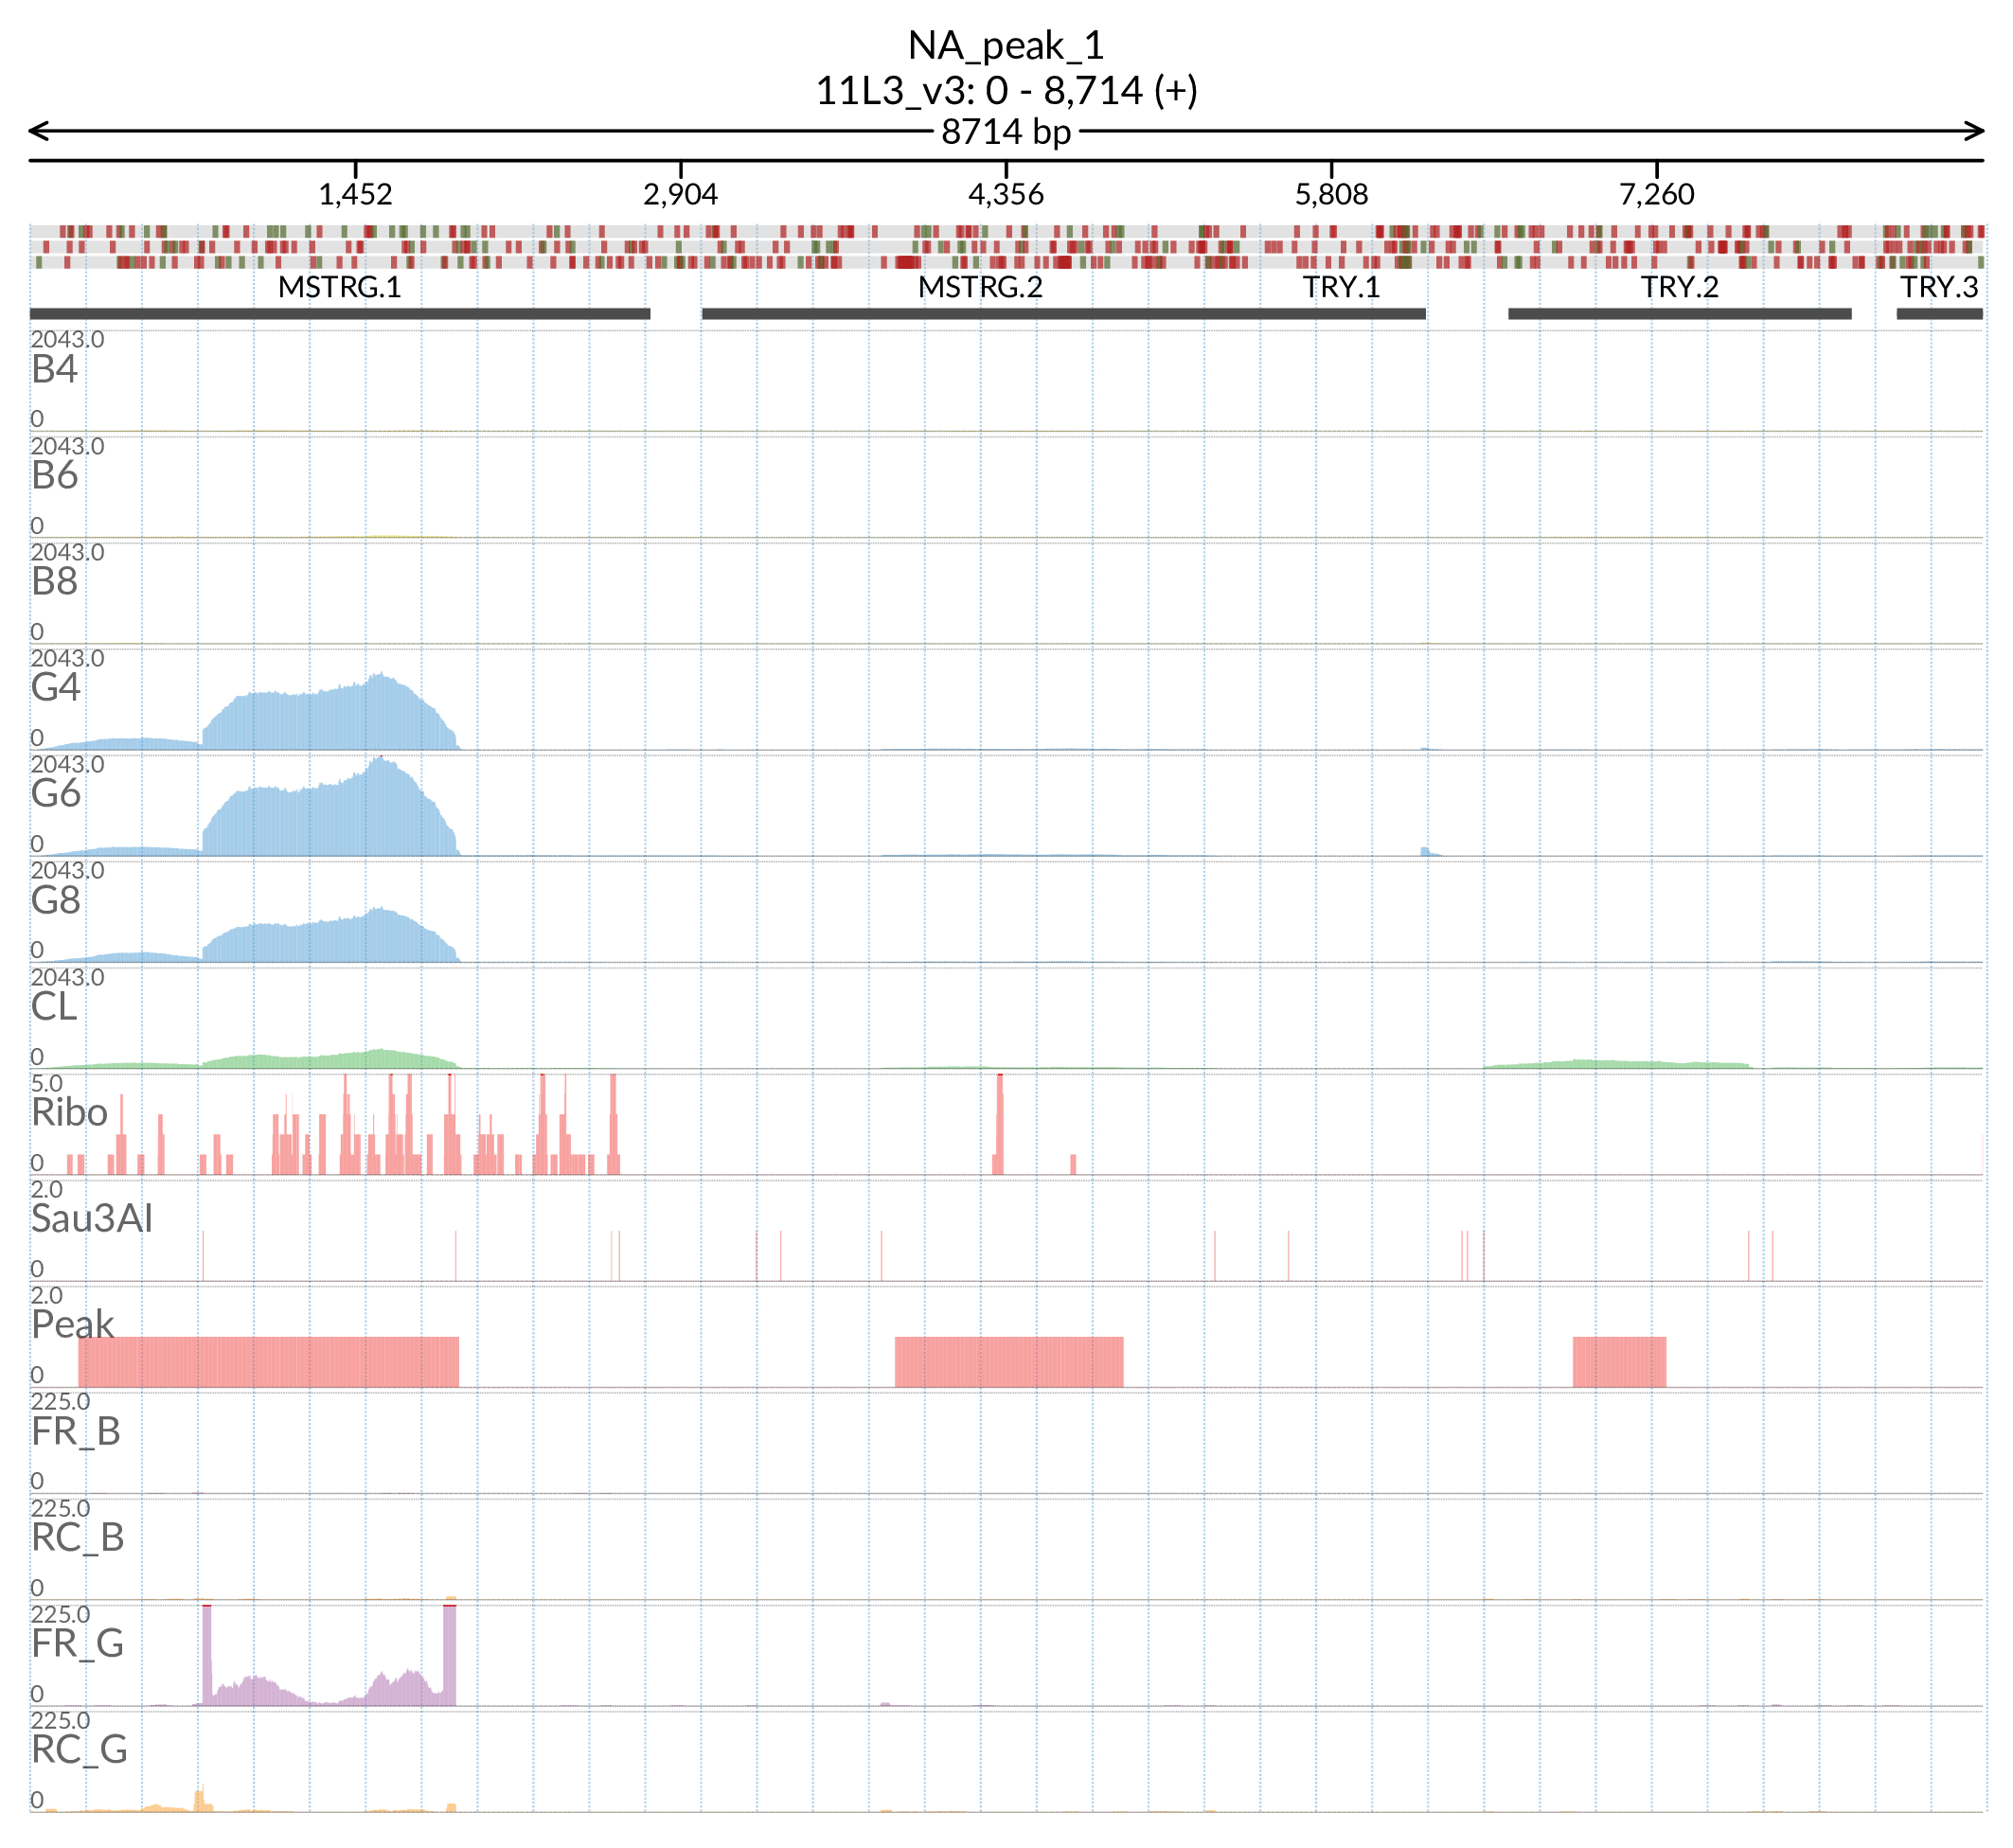 NA_peak_1
11L3_v3: 0 - 8,714 (+)
8714 bp
1,452 2,904 4,356 5,808 7,260
MSTRG.1 MSTRG.2 TRY.1 TRY.2 TRY.3
2043.0
B4
0
2043.0
B6
0
2043.0
B8
0
2043.0
G4
0
2043.0
G6
0
2043.0
G8
0
2043.0
CL
0
5.0
Ribo
0
2.0
Sau3AI
0
2.0
Peak
0
225.0
FR_B
0
225.0
RC_B
0
225.0
FR_G
0
225.0
RC_G
0